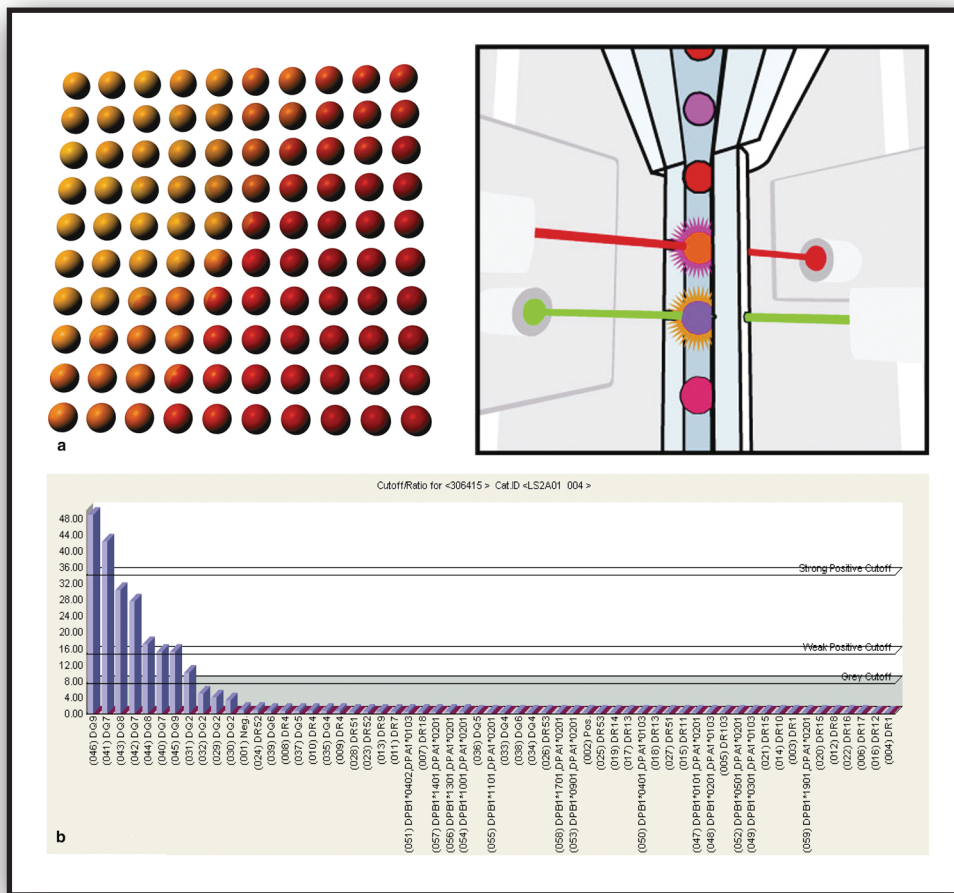 a
Cutoff/Ratio for <306415 > Cat.ID <LS2A01 004 >
48.00
44.00
40.00
36.00
32.00
28.00
24.00
20.00
16.00
12.00
8.00
4.00
0.00
Strong Positive Cutoff
Weak Positive Cutoff
Grey Cutoff
(046) DQ9
(041) DQ7
(043) DQ8
(042) DQ7
(044) DQ8
(040) DQ7
(045) DQ9
(031) DQ2
(032) DQ2
(029) DQ2
(030) DQ2
(001) Neg.
(024) DR52
(039) DQ6
(008) DR4
(037) DQ5
(010) DR4
(035) DQ4
(009) DR4
(028) DR51
(023) DR52
(013) DR9
(011) DR7
(051) DPB1*0402,DPA1*0103
(007) DR18
(057) DPB1*1401,DPA1*0201
(056) DPB1*1301,DPA1*0201
(054) DPB1*1001,DPA1*0201
(036) DQ5
(055) DPB1*1101,DPA1*0201
(033) DQ4
(038) DQ6
(034) DQ4
(026) DR53
(058) DPB1*1701,DPA1*0201
(053) DPB1*0901,DPA1*0201
(002) Pos.
(025) DR53
(019) DR14
(017) DR13
(050) DPB1*0401,DPA1*0103
(018) DR13
(027) DR51
(015) DR11
(047) DPB1*0101,DPA1*0201
(048) DPB1*0201,DPA1*0103
(005) DR103
(052) DPB1*0501,DPA1*0201
(049) DPB1*0301,DPA1*0103
(021) DR15
(014) DR10
(003) DR1
(020) DR15
(059) DPB1*1901,DPA1*0201
(012) DR8
(022) DR16
(006) DR17
(016) DR12
(004) DR1
b